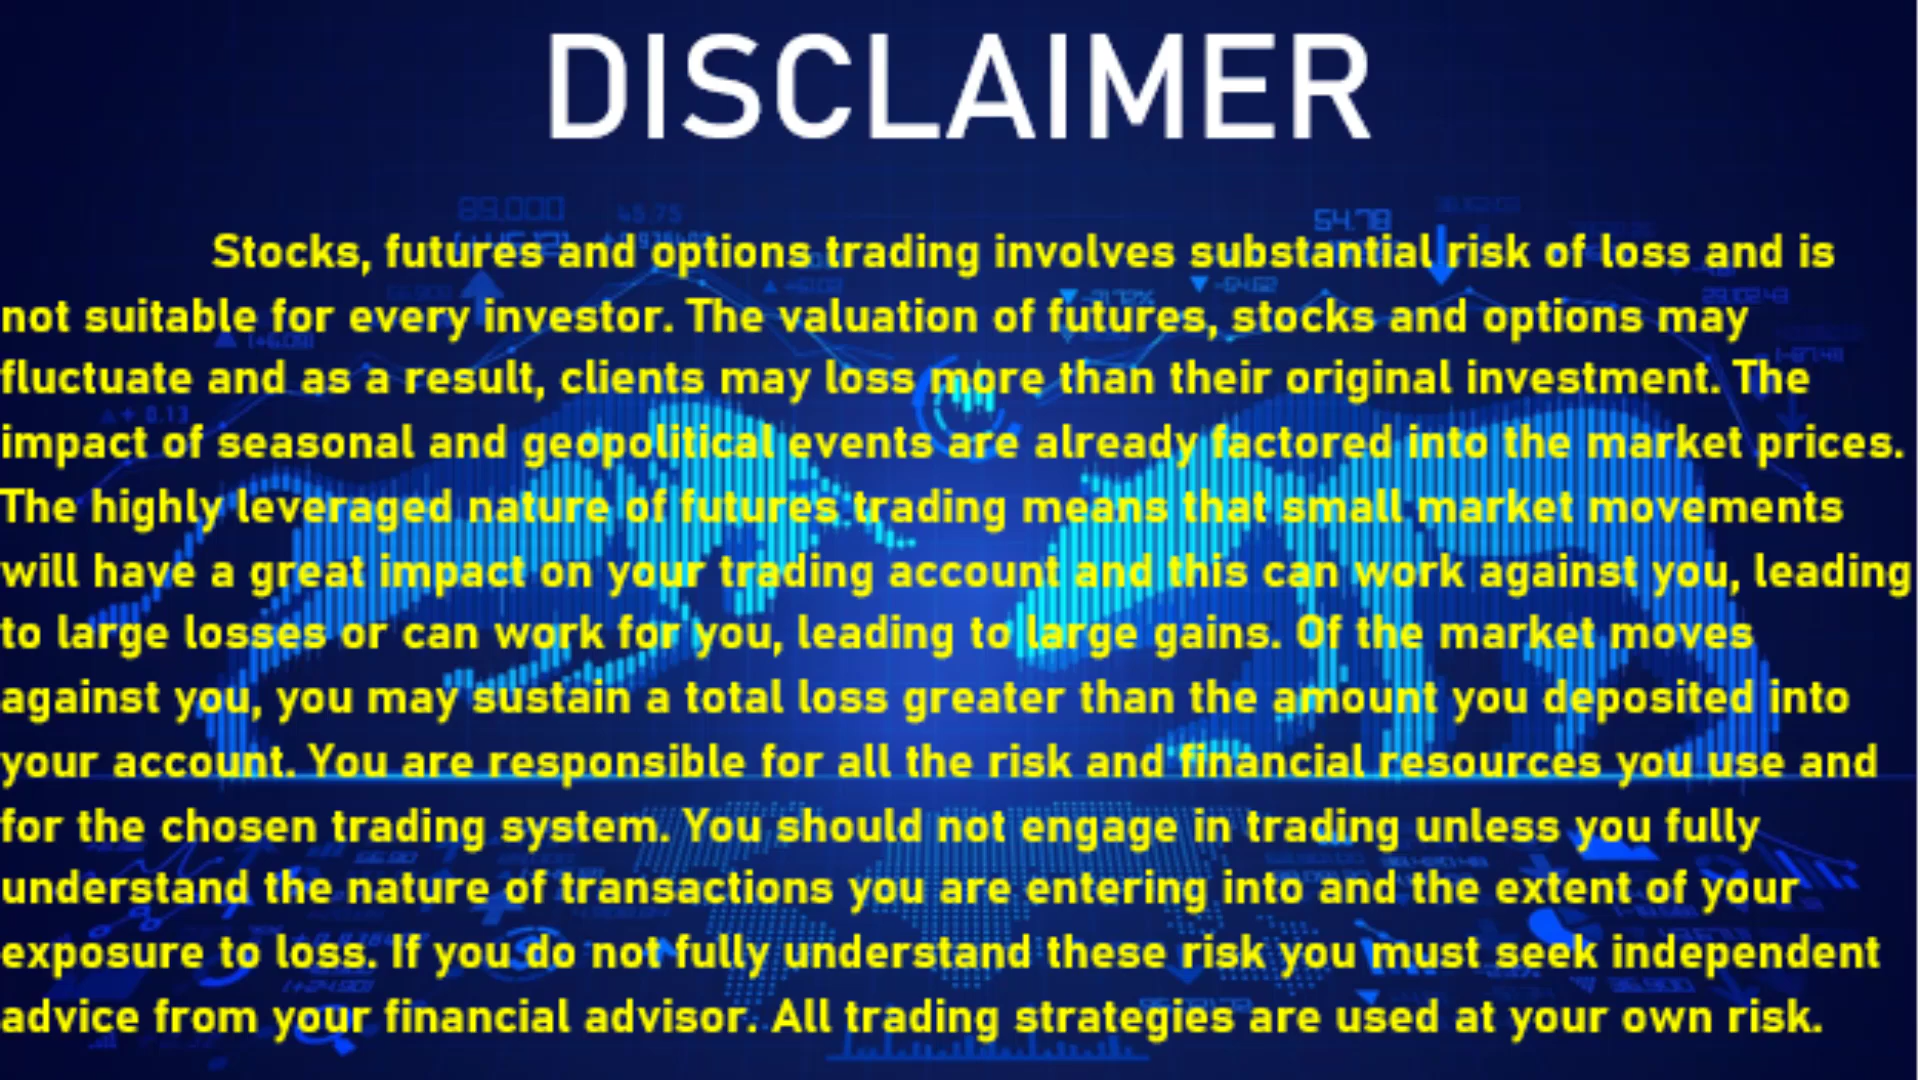 DISCLAIMER
89.000
45.75
54.78
Stocks, futures and options trading involves substantial risk of loss and is
not suitable for every investor. The valuation of futures, stocks and options may
fluctuate and as a result, clients may loss more than their original investment. The
impact of seasonal and geopolitical events are already factored into the market prices.
The highly leveraged nature of futures trading means that small market movements
will have a great impact on your trading account and this can work against you, leading
to large losses or can work for you, leading to large gains. Of the market moves
against you, you may sustain a total loss greater than the amount you deposited into
your account. You are responsible for all the risk and financial resources you use and
for the chosen trading system. You should not engage in trading unless you fully
understand the nature of transactions you are entering into and the extent of your
exposure to loss. If you do not fully understand these risk you must seek independent
advice from your financial advisor. All trading strategies are used at your own risk.